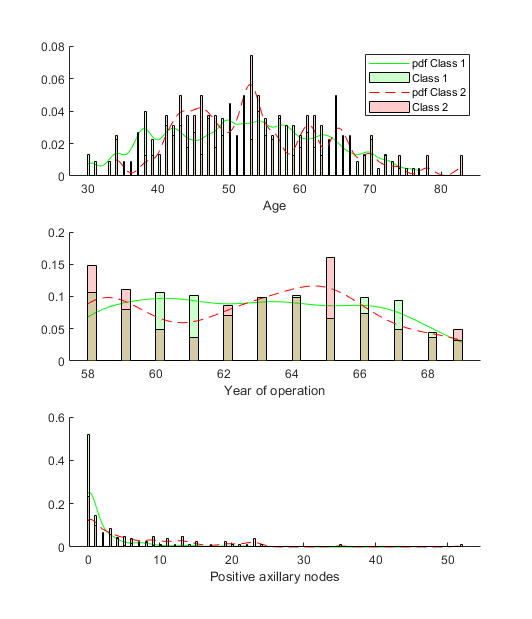 0.08
0.06
0.04
0.02
0
30 40 50 60 70 80
Age
pdf Class 1
Class 1
pdf Class 2
Class 2
0.2
0.15
0.1
0.05
0
58 60 62 64 66 68
Year of operation
0.6
0.4
0.2
0
0 10 20 30 40 50
Positive axillary nodes